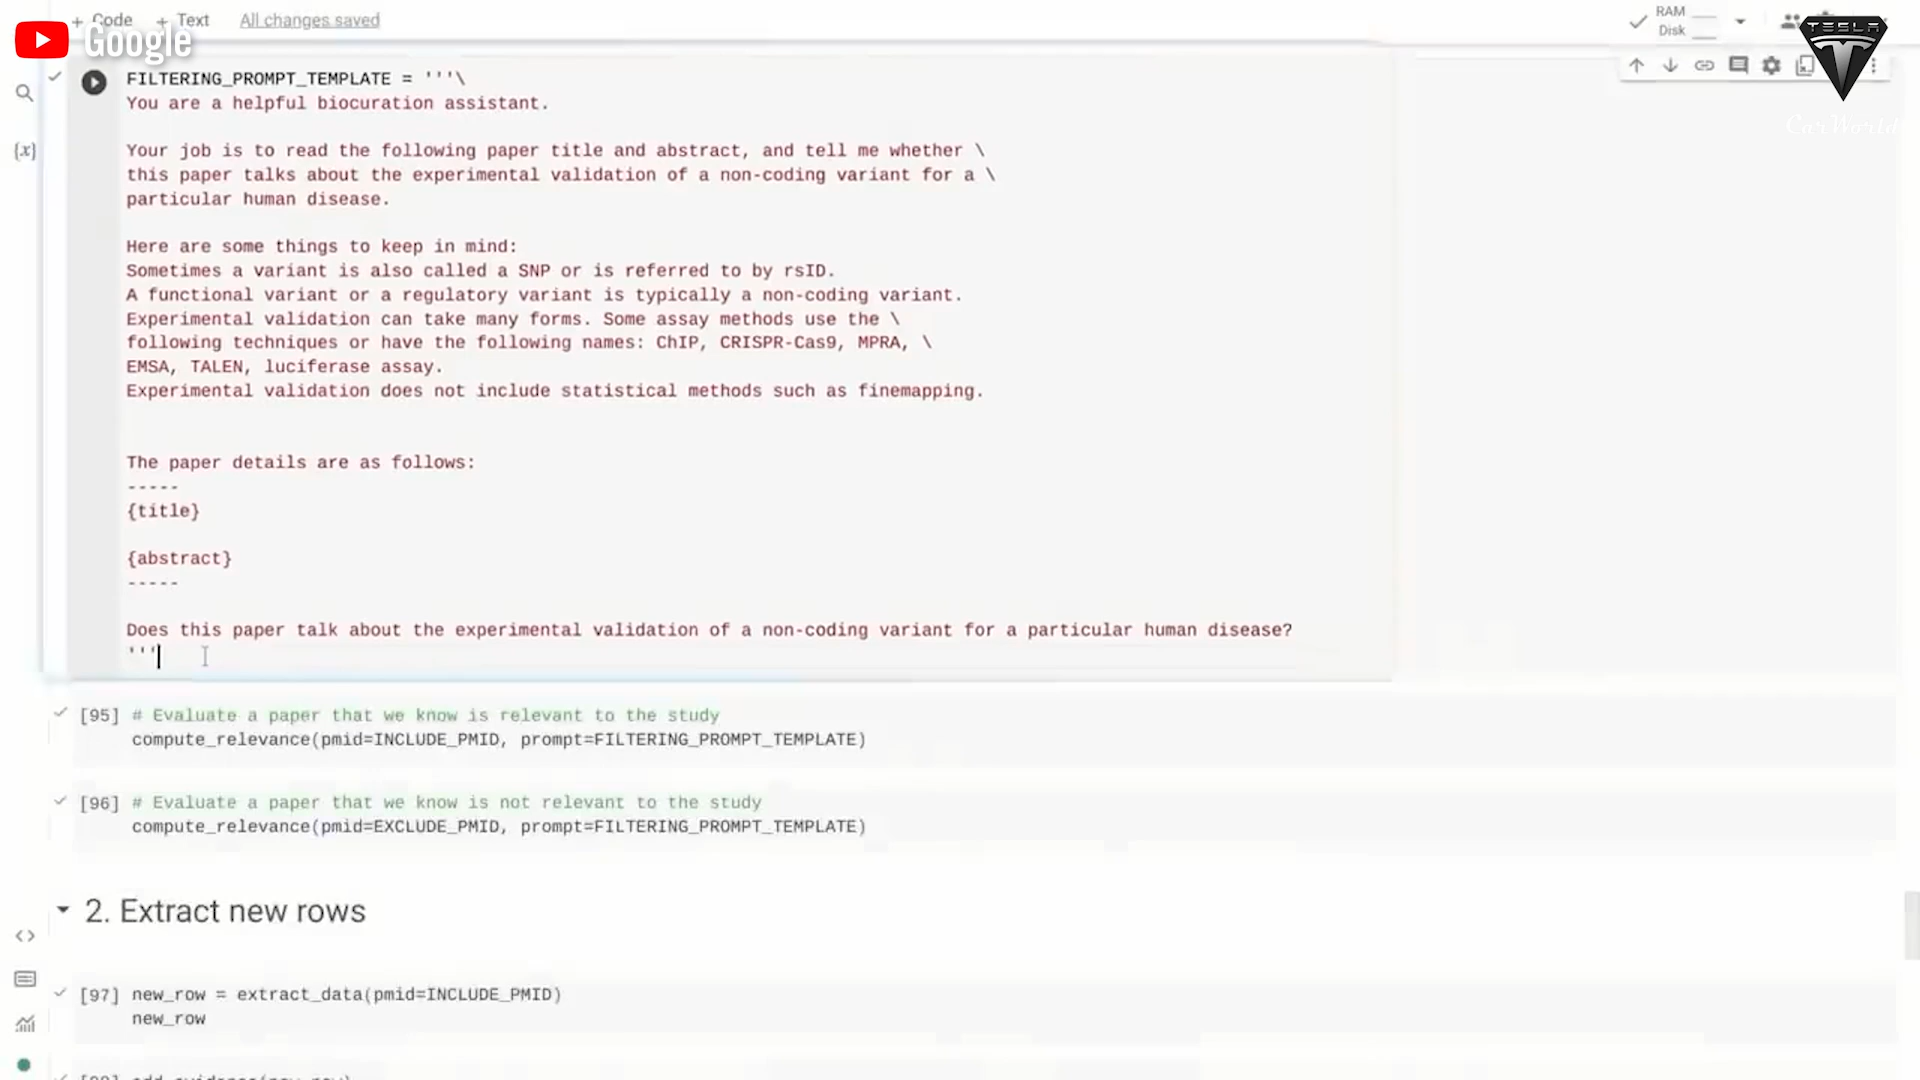 + Code + Text All changes saved
RAM
Disk
Google
TESLA
CarWorld
FILTERING_PROMPT_TEMPLATE = '''\
You are a helpful biocuration assistant.
Your job is to read the following paper title and abstract, and tell me whether \
this paper talks about the experimental validation of a non-coding variant for a \
particular human disease.
Here are some things to keep in mind:
Sometimes a variant is also called a SNP or is referred to by rsID.
A functional variant or a regulatory variant is typically a non-coding variant.
Experimental validation can take many forms. Some assay methods use the \
following techniques or have the following names: ChIP, CRISPR-Cas9, MPRA, \
EMSA, TALEN, luciferase assay.
Experimental validation does not include statistical methods such as finemapping.
The paper details are as follows:
-----
{title}
{abstract}
-----
Does this paper talk about the experimental validation of a non-coding variant for a particular human disease?
'''
[95] # Evaluate a paper that we know is relevant to the study
compute_relevance(pmid=INCLUDE_PMID, prompt=FILTERING_PROMPT_TEMPLATE)
[96] # Evaluate a paper that we know is not relevant to the study
compute_relevance(pmid=EXCLUDE_PMID, prompt=FILTERING_PROMPT_TEMPLATE)
2. Extract new rows
[97] new_row = extract_data(pmid=INCLUDE_PMID)
new_row